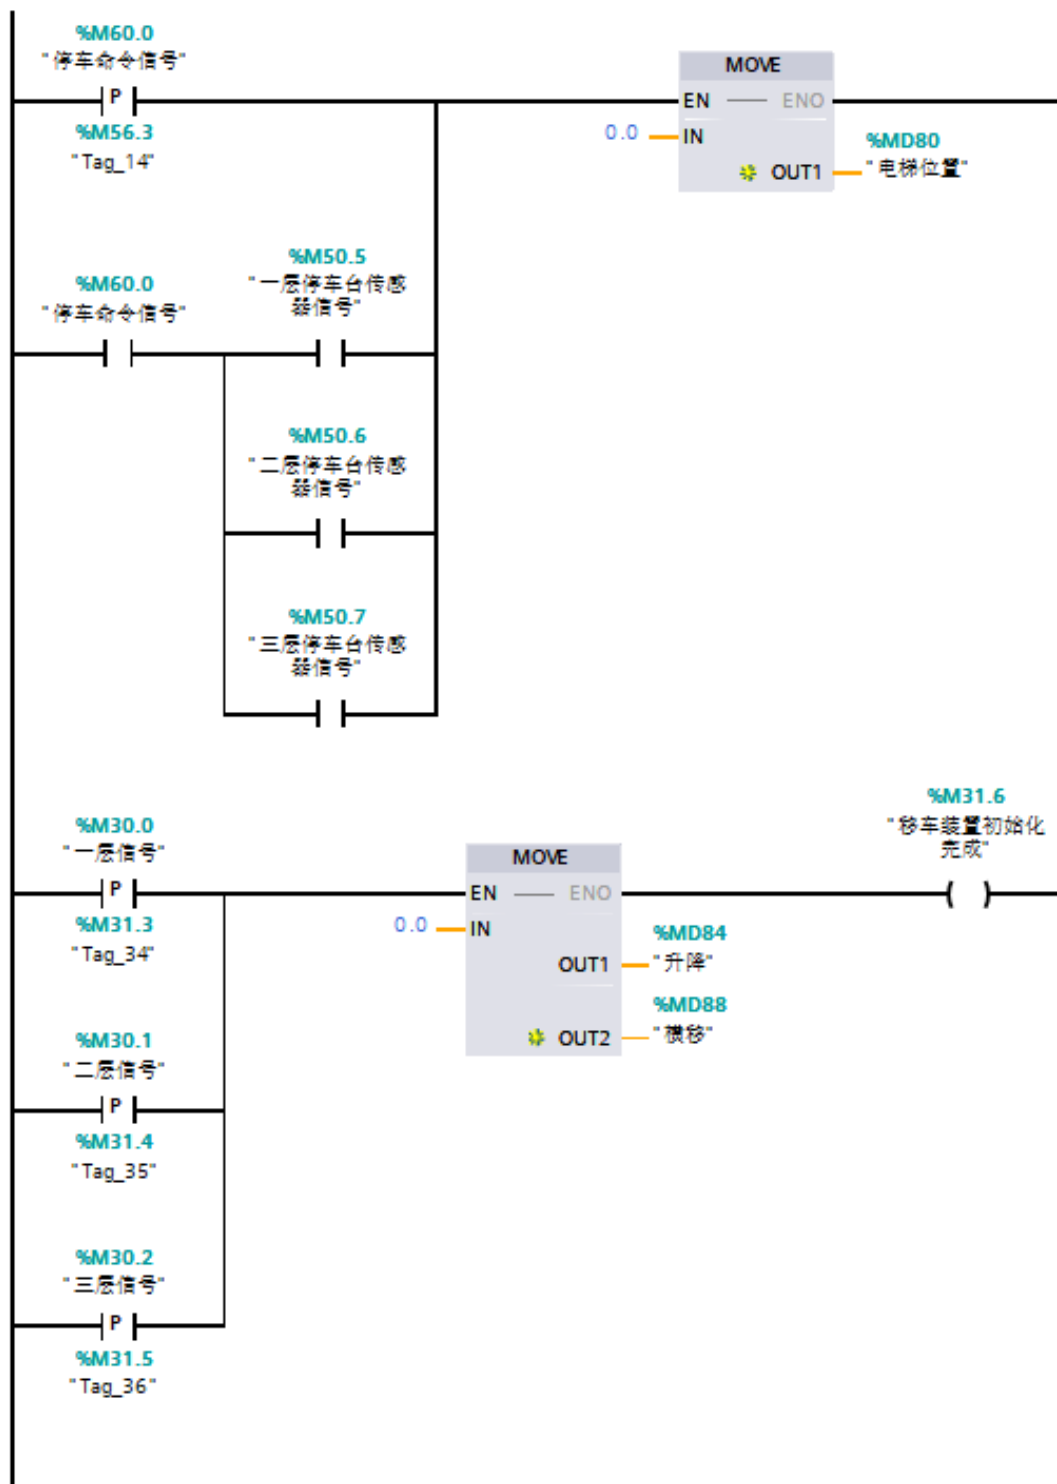 %M60.0
"停车命令信号"
P
%M56.3
"Tag_14"
MOVE
EN ENO
0.0 IN
OUT1
%MD80
"电梯位置"
%M60.0
"停车命令信号"
%M50.5
"一层停车台传感
器信号"
%M50.6
"二层停车台传感
器信号"
%M50.7
"三层停车台传感
器信号"
%M30.0
"一层信号"
P
%M31.3
"Tag_34"
MOVE
EN ENO
0.0 IN
OUT1
%MD84
"升降"
OUT2
%MD88
"横移"
%M31.6
"移车装置初始化
完成"
%M30.1
"二层信号"
P
%M31.4
"Tag_35"
%M30.2
"三层信号"
P
%M31.5
"Tag_36"